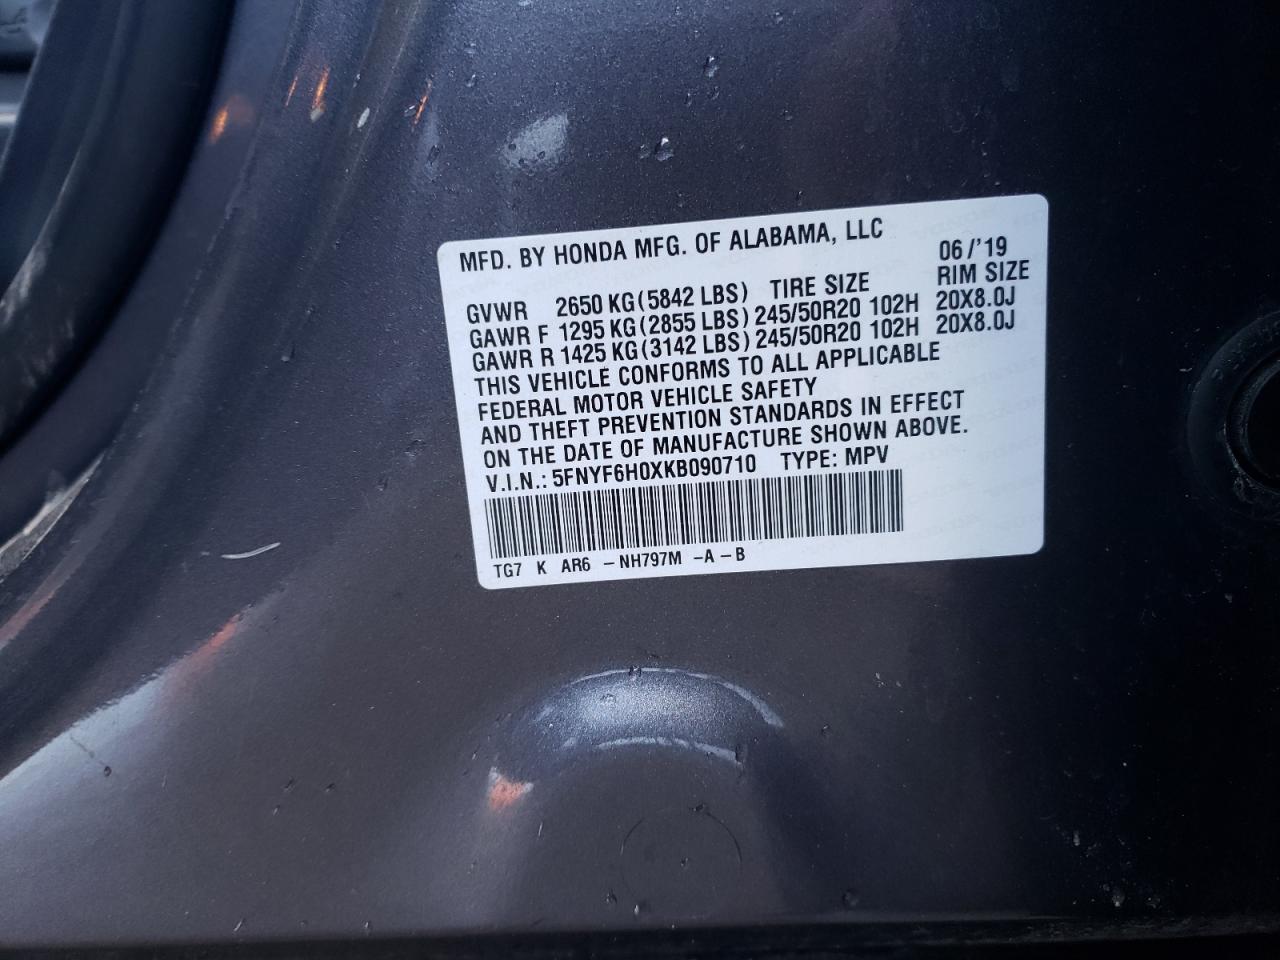 MFD. BY HONDA MFG. OF ALABAMA, LLC 06/'19
GVWR 2650 KG(5842 LBS) TIRE SIZE RIM SIZE
GAWR F 1295 KG(2855 LBS) 245/50R20 102H 20X8.0J
GAWR R 1425 KG(3142 LBS) 245/50R20 102H 20X8.0J
THIS VEHICLE CONFORMS TO ALL APPLICABLE
FEDERAL MOTOR VEHICLE SAFETY
AND THEFT PREVENTION STANDARDS IN EFFECT
ON THE DATE OF MANUFACTURE SHOWN ABOVE.
V.I.N.: 5FNYF6H0XKB090710 TYPE: MPV
TG7 K AR6 -NH797M -A-B